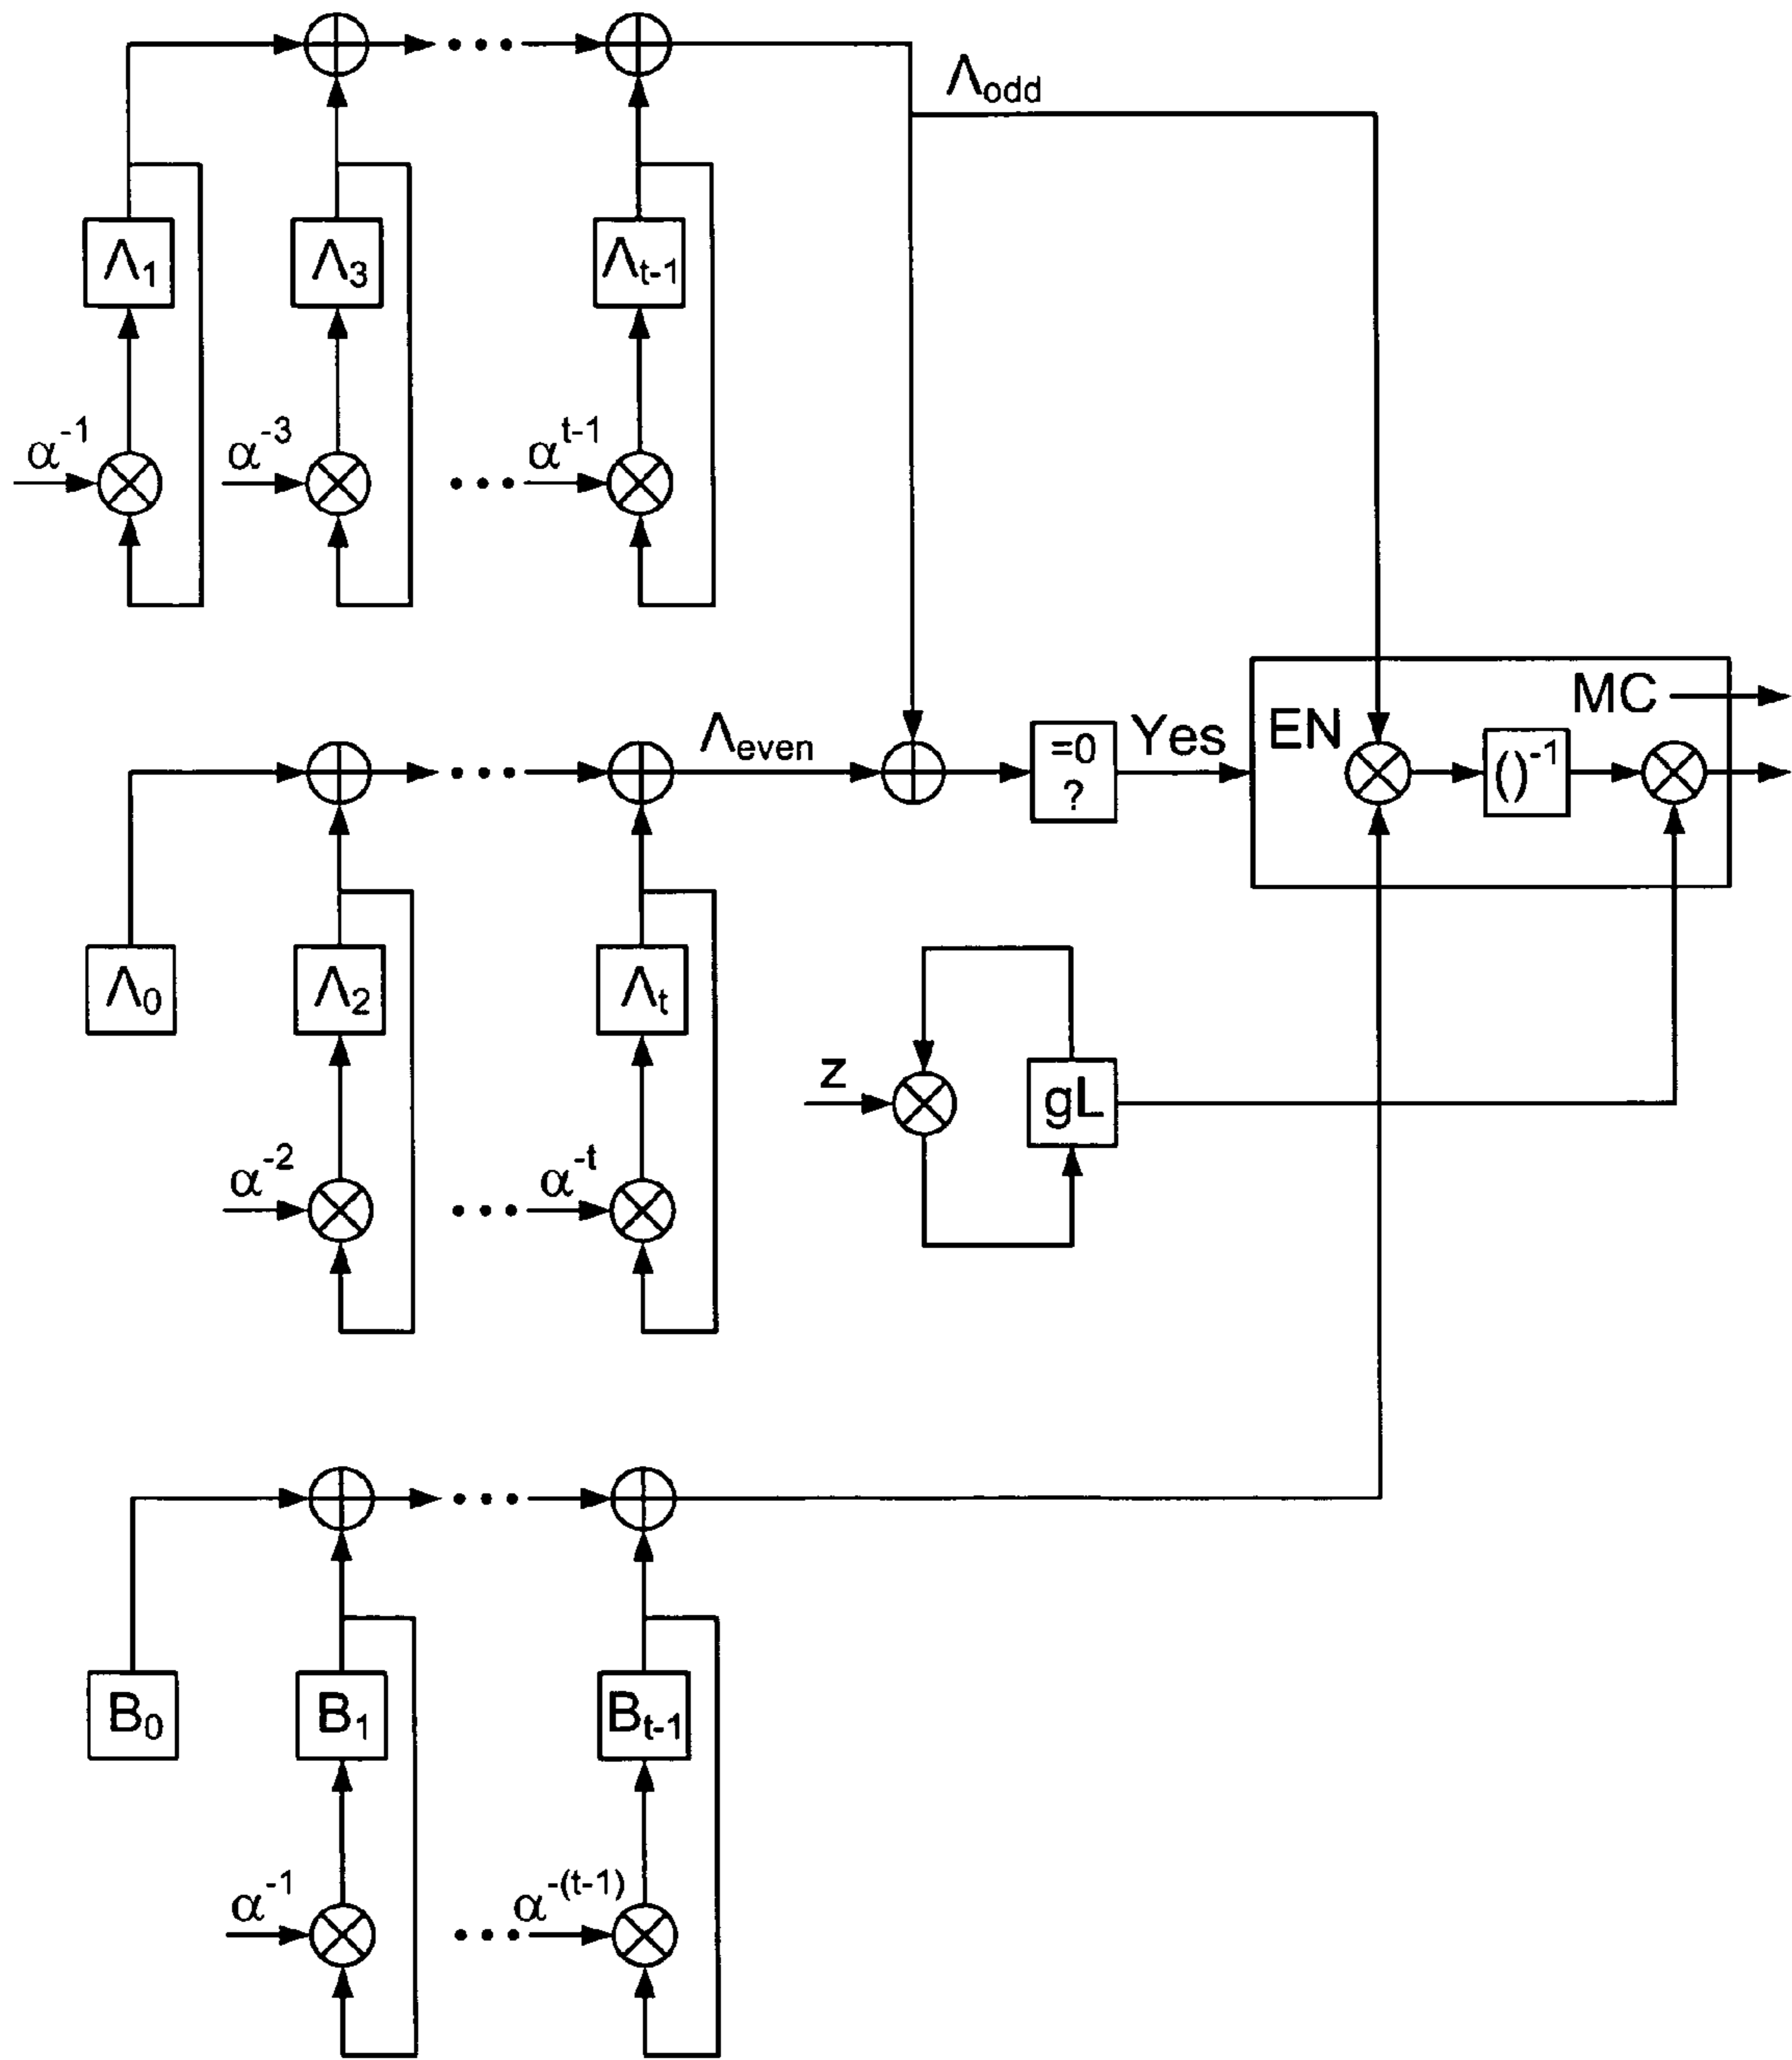 Λodd
Λ1 Λ3 Λt-1
α-1 α-3 αt-1
MC
Λeven =0 ? Yes EN ()-1
Λ0 Λ2 Λt
z gL
α-2 α-t
B0 B1 Bt-1
α-1 α-(t-1)